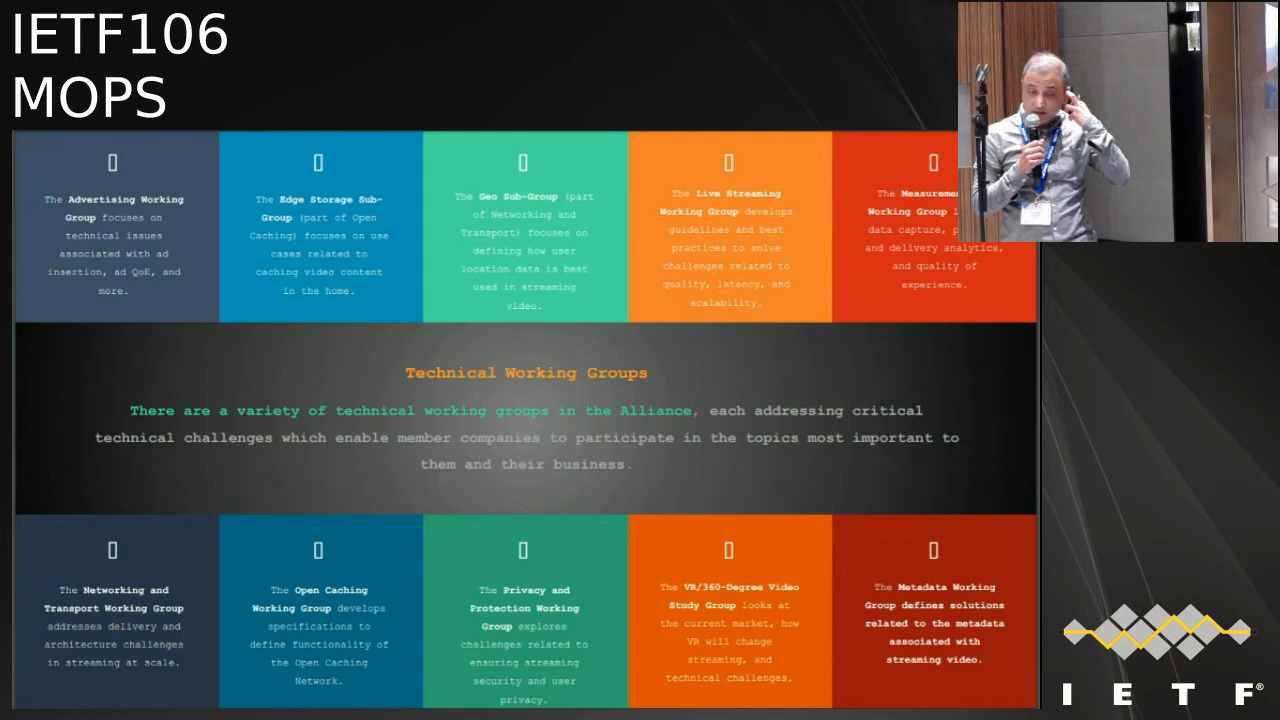 IETF106
MOPS
The Advertising Working
Group focuses on
technical issues
associated with ad
insertion, ad QoE, and
more.
The Edge Storage Sub-
Group (part of Open
Caching) focuses on use
cases related to
caching video content
in the home.
The Geo Sub-Group (part
of Networking and
Transport) focuses on
defining how user
location data is best
used in streaming
video.
The Live Streaming
Working Group develops
guidelines and best
practices to solve
challenges related to
quality, latency, and
scalability.
The
Working Group
data capture,
and delivery analytics,
and quality of
experience.
Technical Working Groups
There are a variety of technical working groups in the Alliance, each addressing critical
technical challenges which enable member companies to participate in the topics most important to
them and their business.
The Networking and
Transport Working Group
addresses delivery and
architecture challenges
in streaming at scale.
The Open Caching
Working Group develops
specifications to
define functionality of
the Open Caching
Network.
The Privacy and
Protection Working
Group explores
challenges related to
ensuring streaming
security and user
privacy.
The VR/360-Degree Video
Study Group looks at
the current market, how
VR will change
streaming, and
technical challenges.
The Metadata Working
Group defines solutions
related to the metadata
associated with
streaming video.
I E T F®